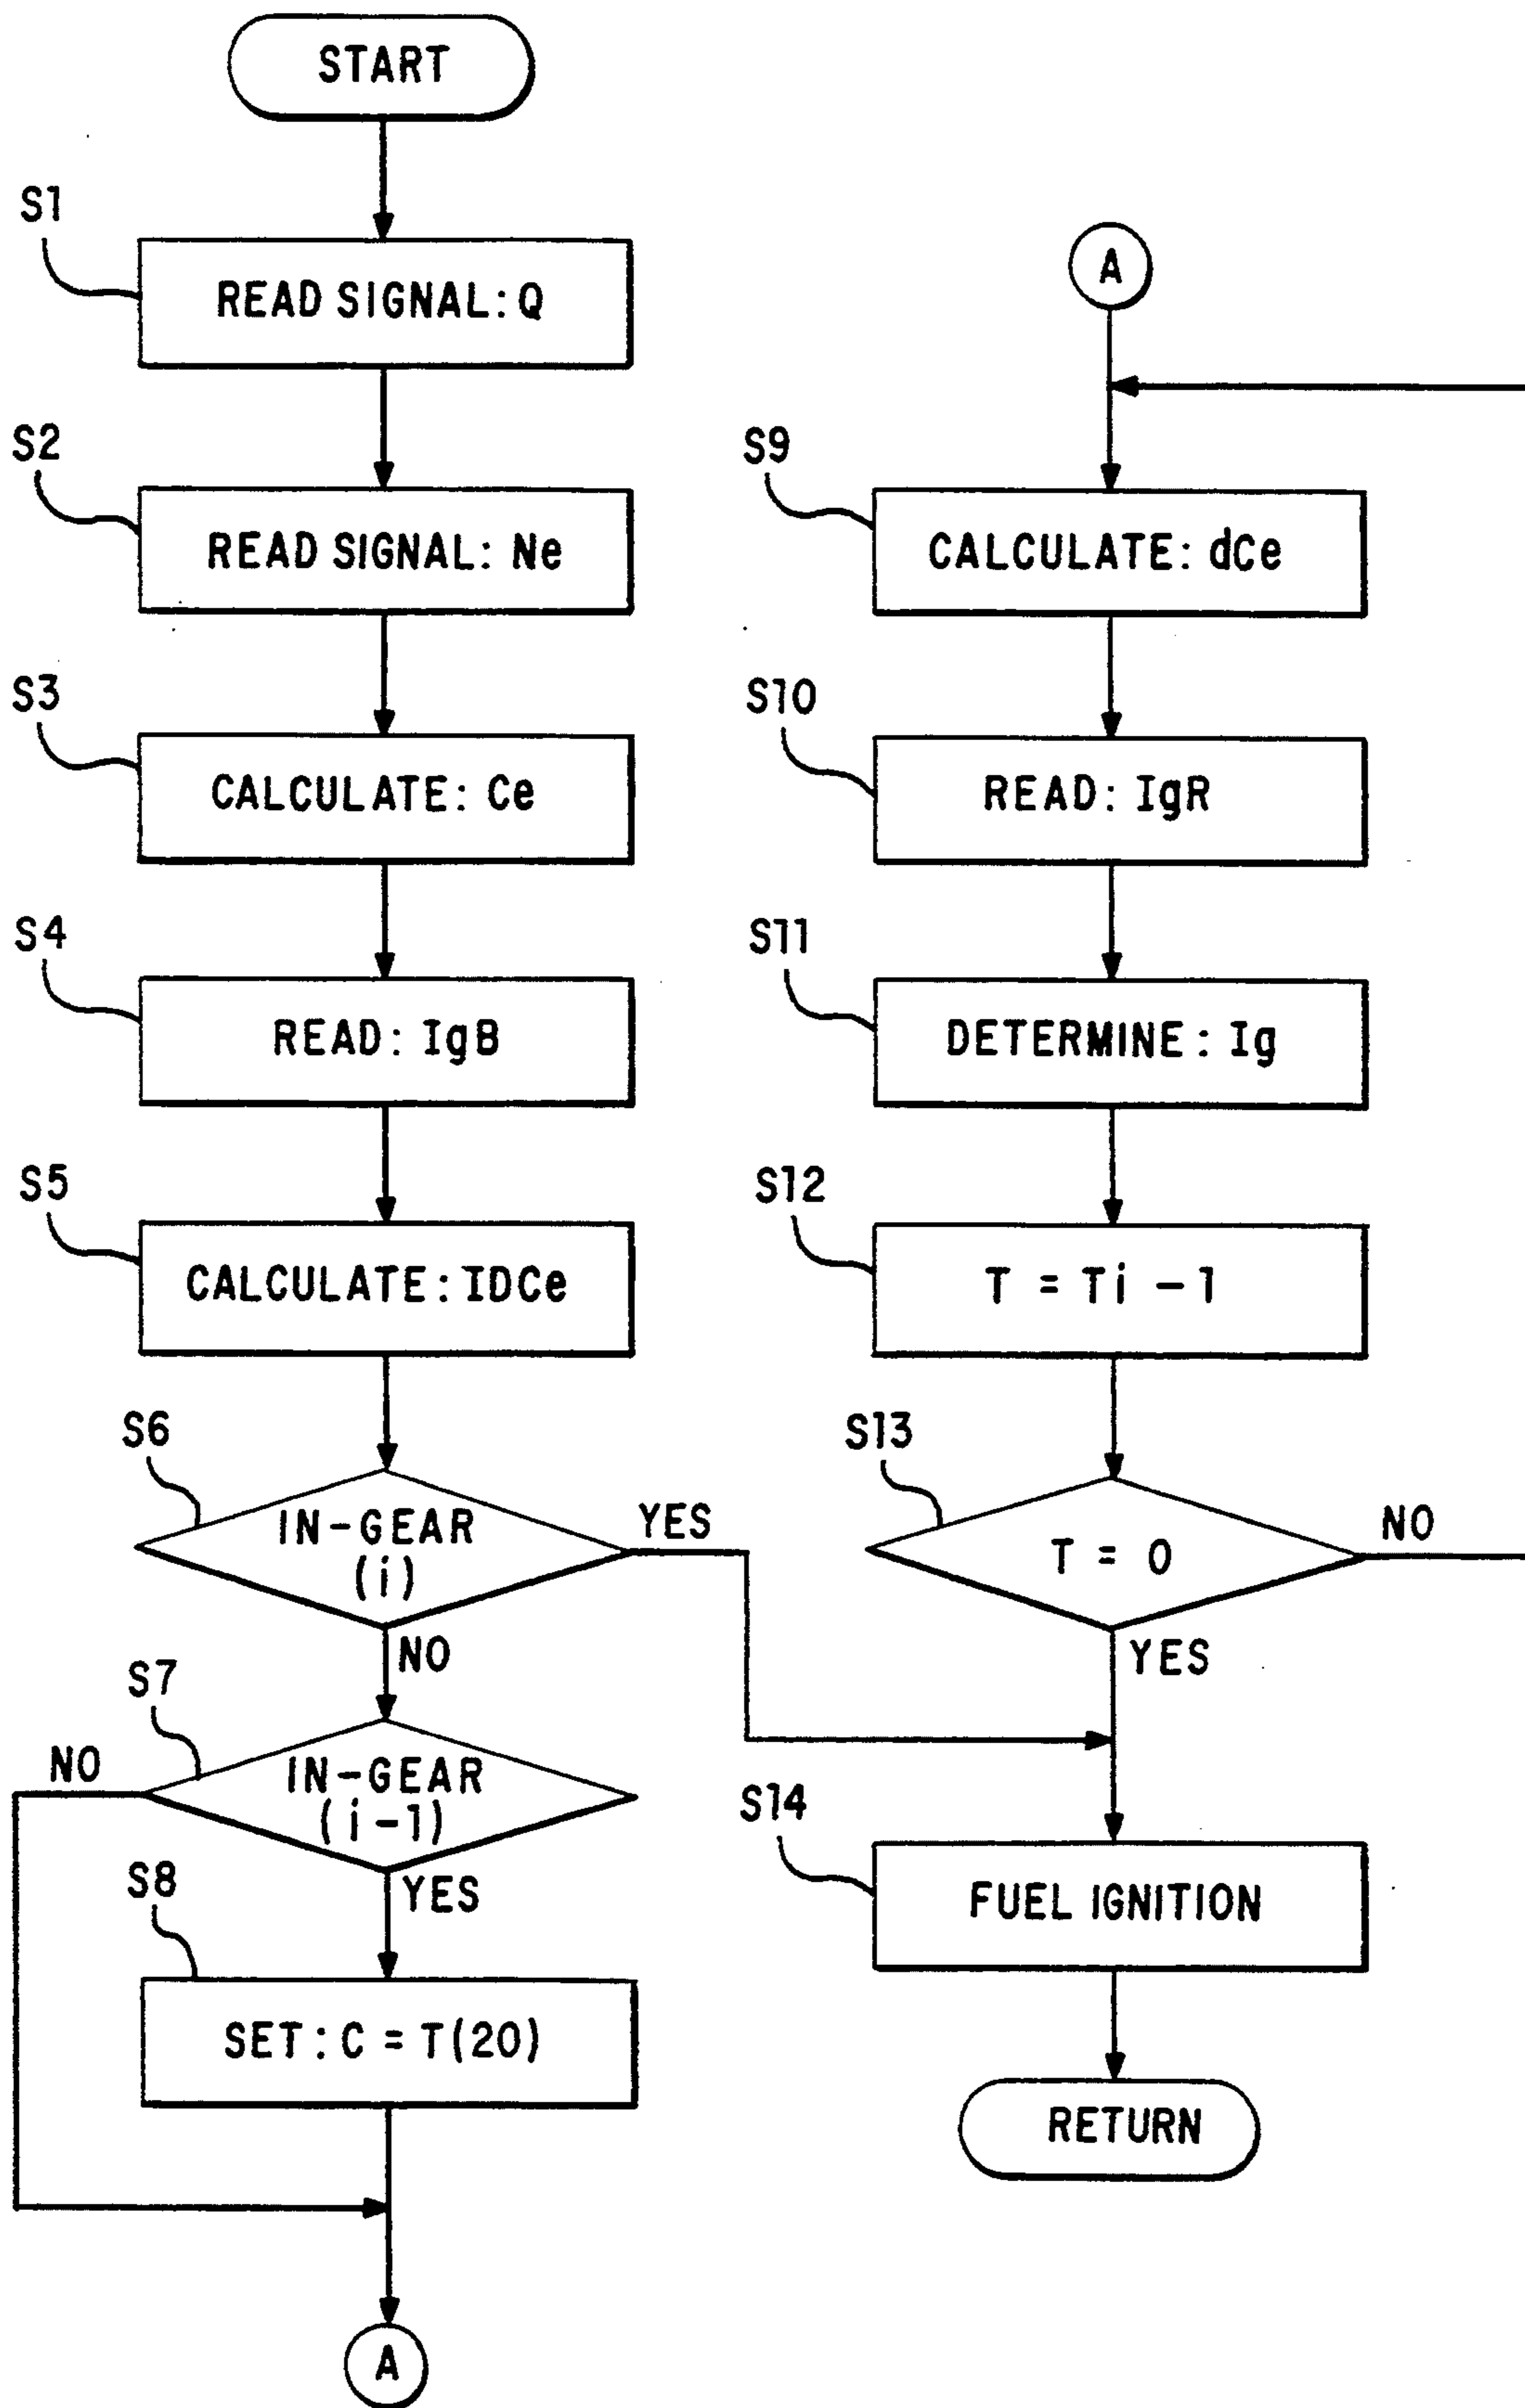 START
S1
READ SIGNAL: Q
S2
READ SIGNAL: Ne
S3
CALCULATE: Ce
S4
READ: IgB
S5
CALCULATE: IDCe
S6
IN-GEAR
(i)
YES
NO
S7
NO
IN-GEAR
(i-1)
YES
S8
SET: C = T(20)
A
A
S9
CALCULATE: dCe
S10
READ: IgR
S11
DETERMINE: Ig
S12
T = Ti - 1
S13
T = 0
NO
YES
S14
FUEL IGNITION
RETURN